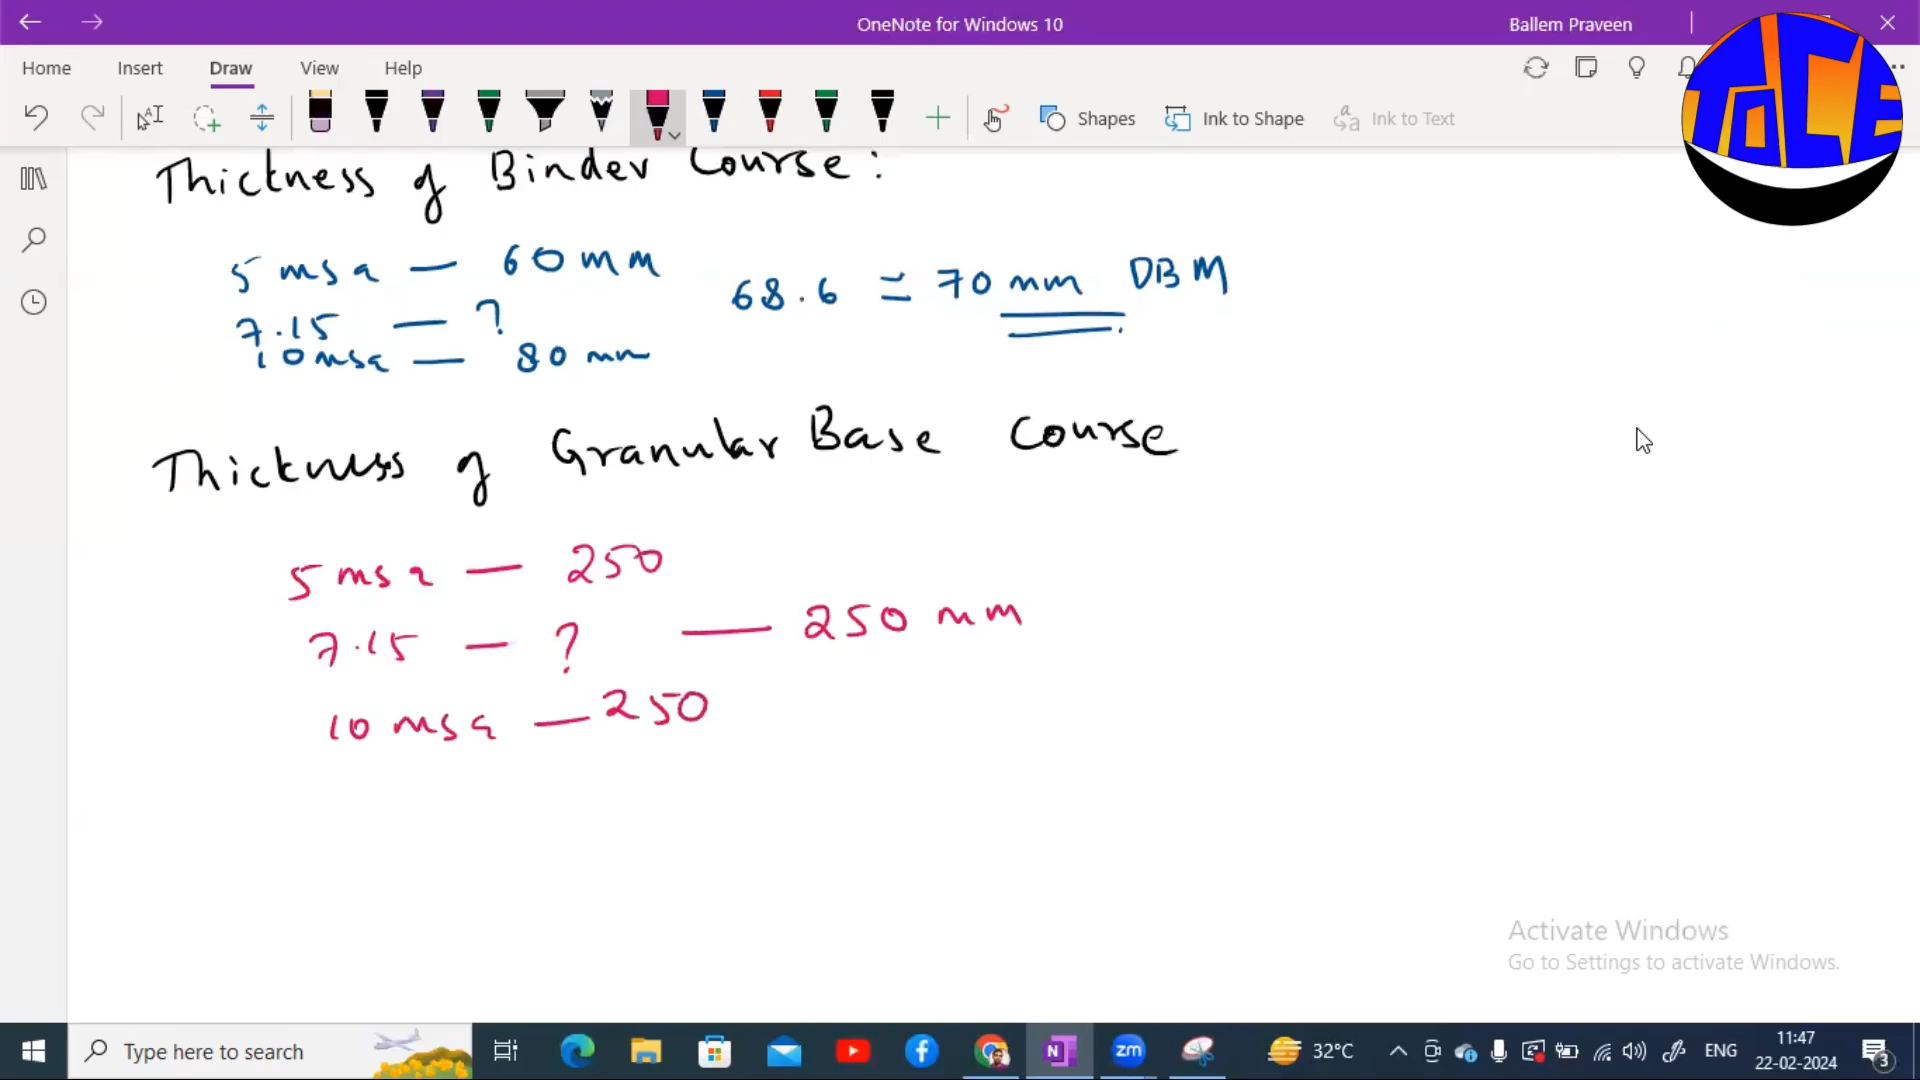 OneNote for Windows 10
Ballem Praveen
Home Insert Draw View Help
Shapes Ink to Shape Ink to Text
TOLCE
Thickness of Binder Course:
5 msa — 60 mm
7.15 — ?
10 msa — 80 mm
68.6 = 70 mm DBM
Thickness of Granular Base Course
5 msa — 250
7.15 — ? — 250 mm
10 msa — 250
Activate Windows
Go to Settings to activate Windows.
Type here to search
zm
N
32°C
ENG
11:47
22-02-2024
3